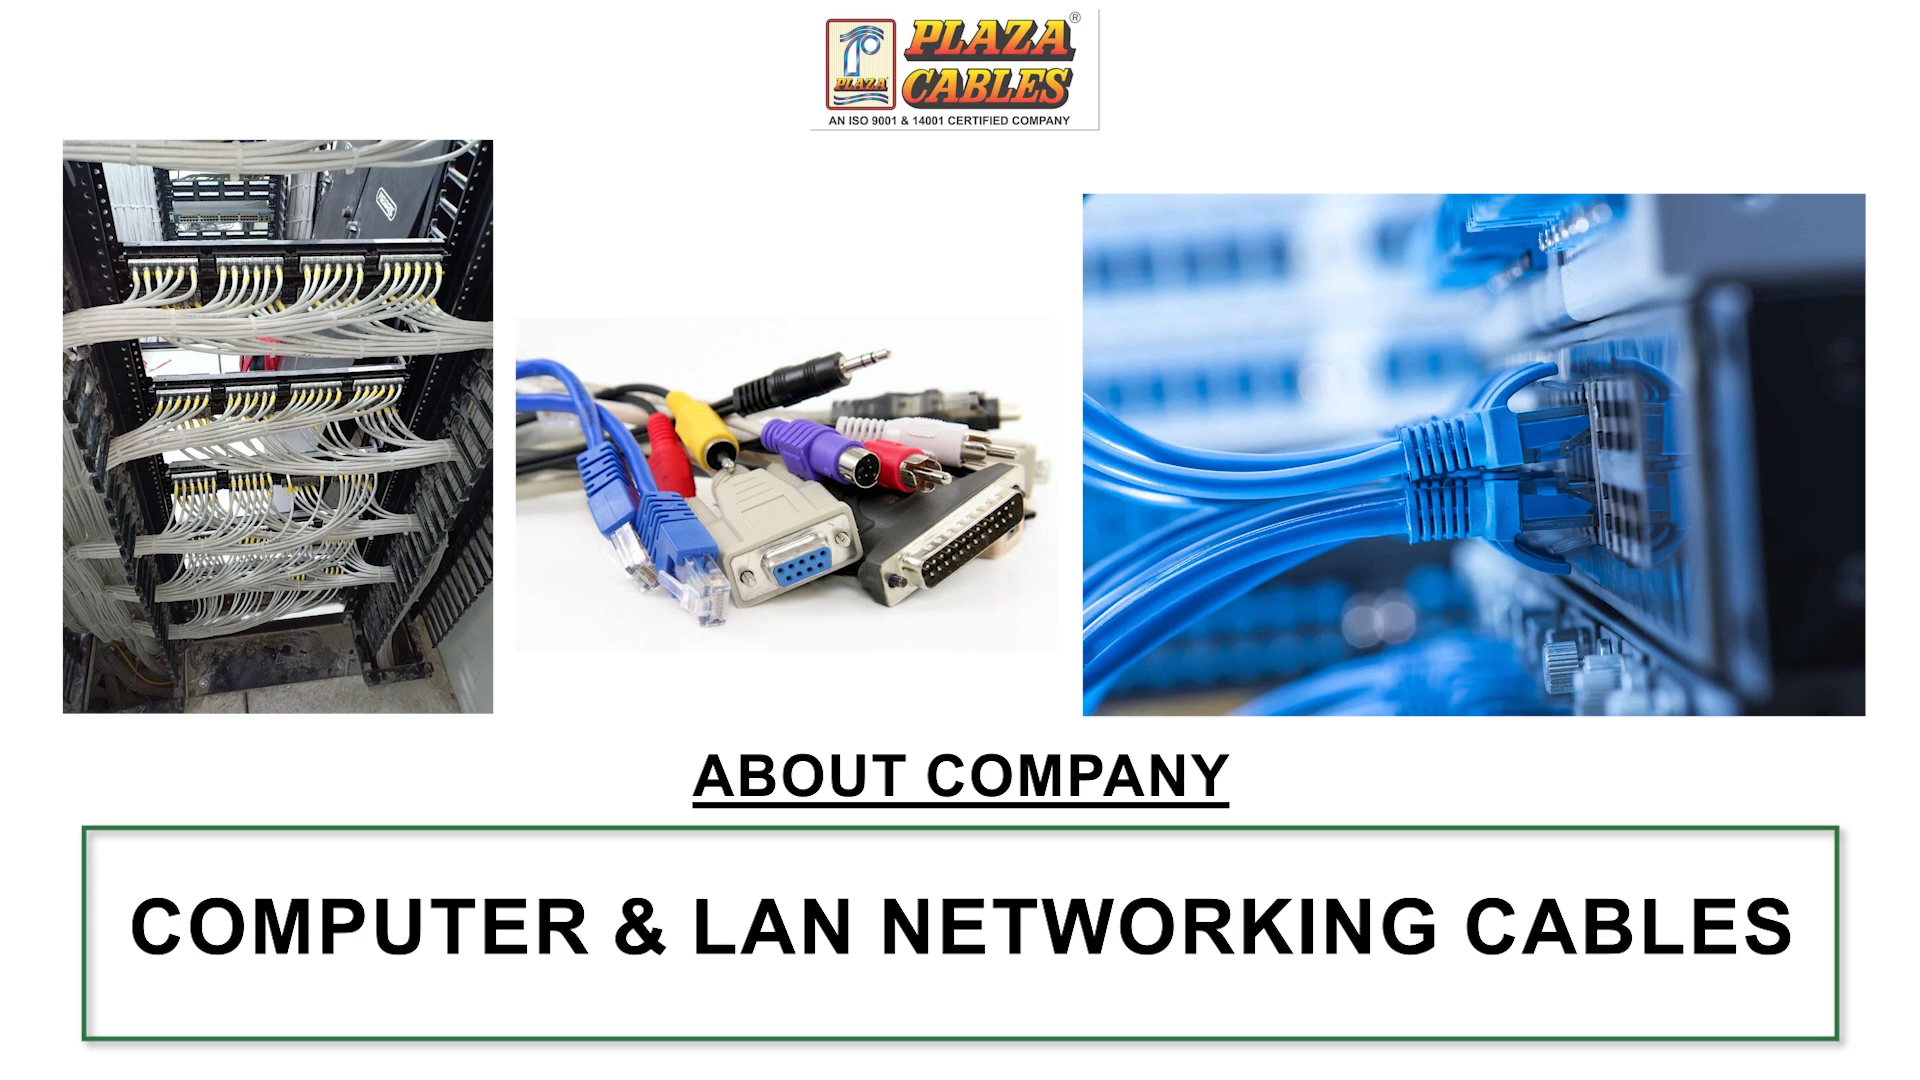 PLAZA®
CABLES
PLAZA
AN ISO 9001 & 14001 CERTIFIED COMPANY
ABOUT COMPANY
COMPUTER & LAN NETWORKING CABLES